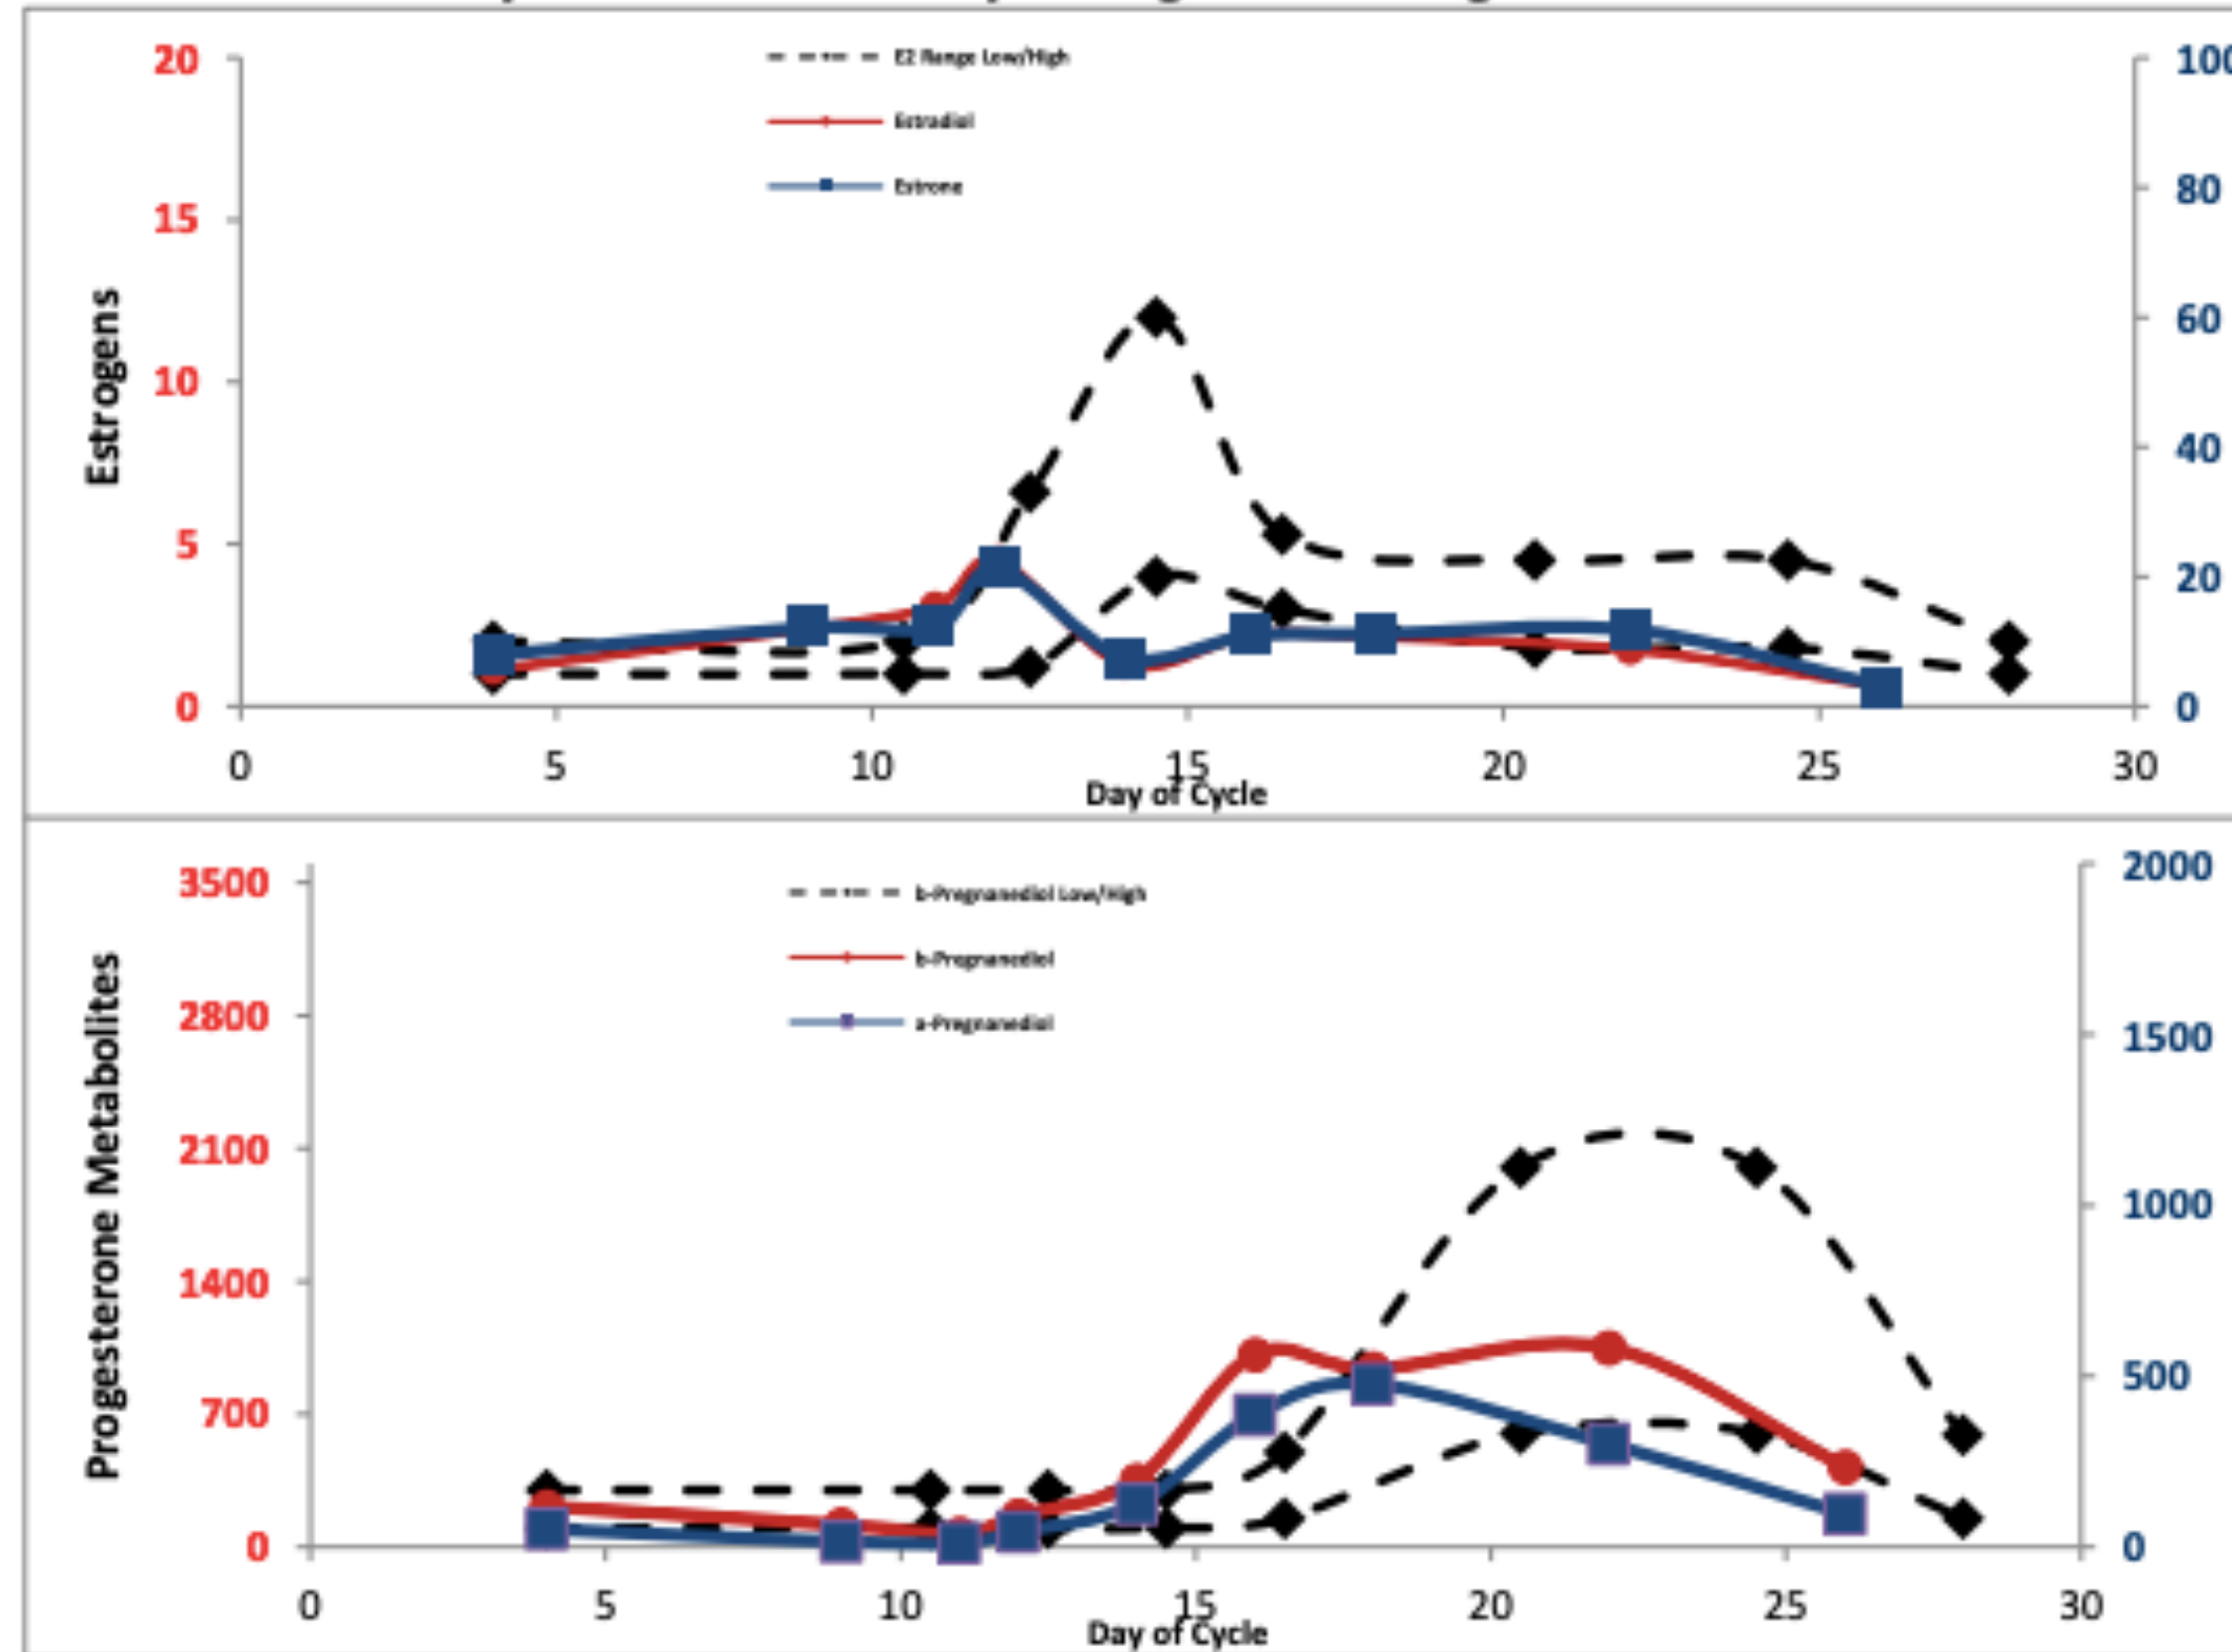 20
100
E2 Range Low/High
Estradiol
15
80
Estrone
60
Estrogens
10
40
5
20
0
0
0 5 10 15 20 25 30
Day of Cycle
3500
2000
b-Pregnanediol Low/High
b-Pregnanediol
2800
1500
a-Pregnanediol
Progesterone Metabolites
2100
1000
1400
700
500
0
0
0 5 10 15 20 25 30
Day of Cycle